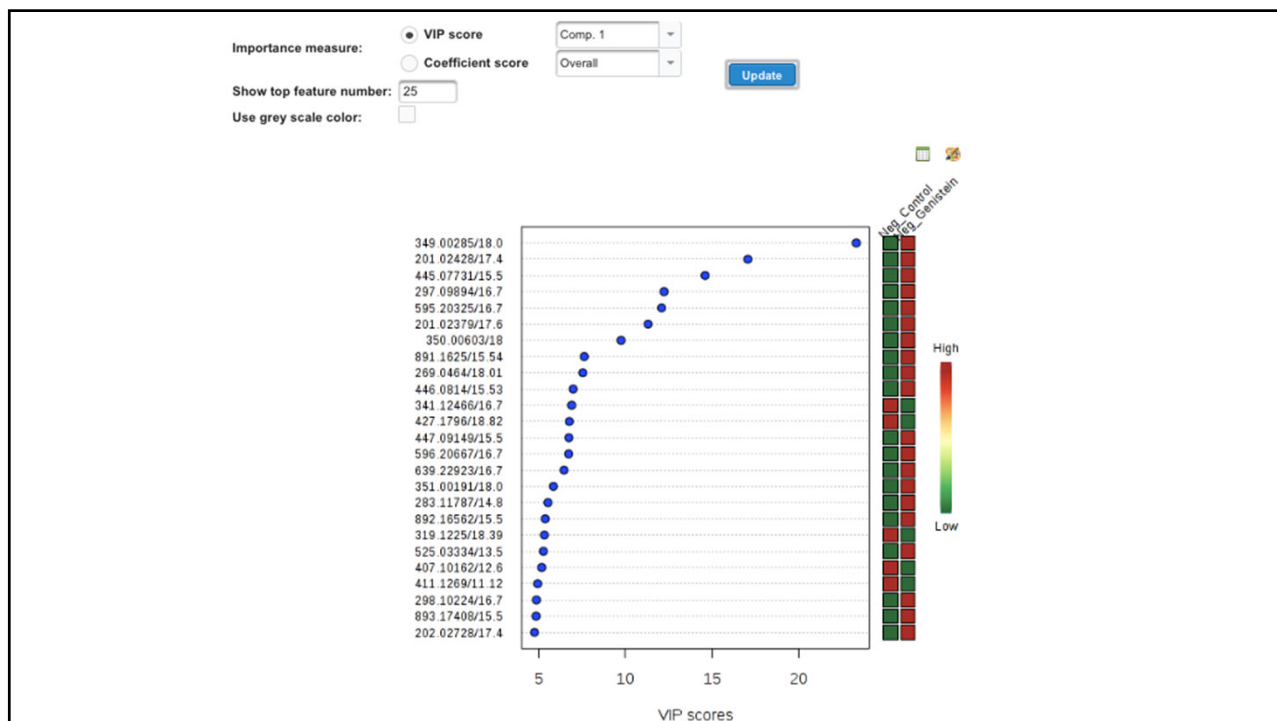 Importance measure:
VIP score
Comp. 1
Coefficient score
Overall
Update
Show top feature number:
25
Use grey scale color:
Neg_Control
Neg_Genistein
349.00285/18.0
201.02428/17.4
445.07731/15.5
297.09894/16.7
595.20325/16.7
201.02379/17.6
350.00603/18
891.1625/15.54
269.0464/18.01
446.0814/15.53
341.12466/16.7
427.1796/18.82
447.09149/15.5
596.20667/16.7
639.22923/16.7
351.00191/18.0
283.11787/14.8
892.16562/15.5
319.1225/18.39
525.03334/13.5
407.10162/12.6
411.1269/11.12
298.10224/16.7
893.17408/15.5
202.02728/17.4
High
Low
5 10 15 20
VIP scores